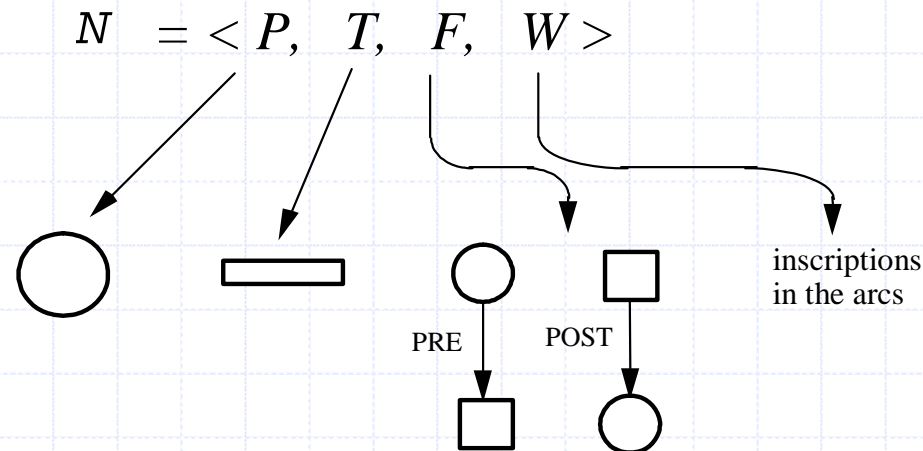 N = < P, T, F, W >
inscriptions
in the arcs
PRE
POST